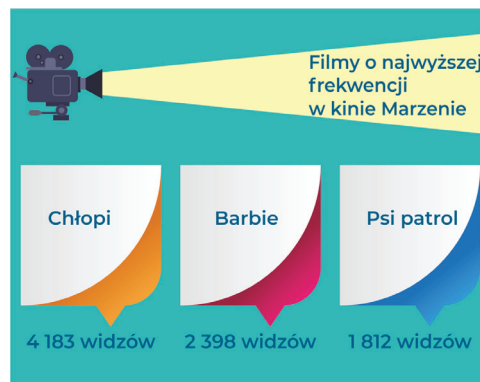 Filmy o najwyższej
frekwencji
w kinie Marzenie
Chłopi
Barbie
Psi patrol
4 183 widzów
2 398 widzów
1 812 widzów